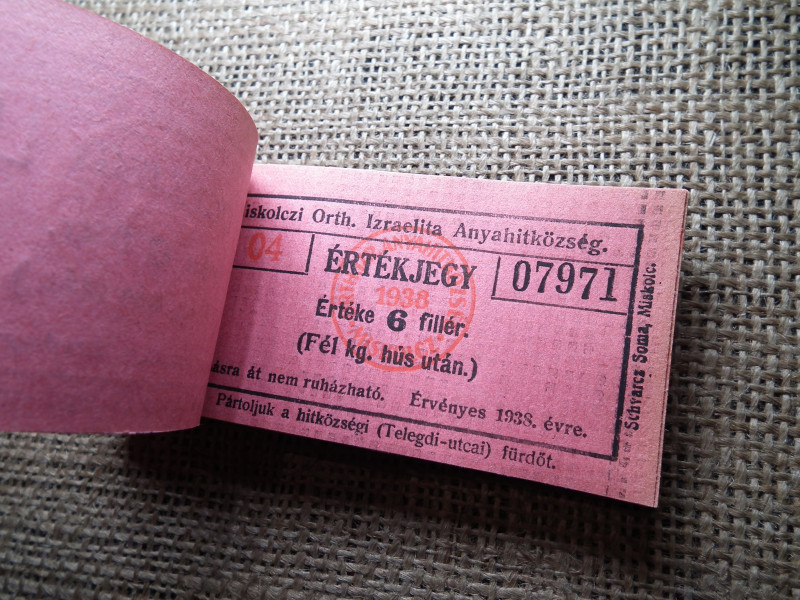 iskolczi Orth. Izraelita Anyahitközség.
04
ÉRTÉKJEGY
07971
1938
Értéke 6 fillér.
(Fél kg. hús után.)
ásra át nem ruházható. Érvényes 1938. évre.
Pártoljuk a hitközségi (Telegdi-utcai) fürdőt.
Schvarcz Soma, Miskolc.